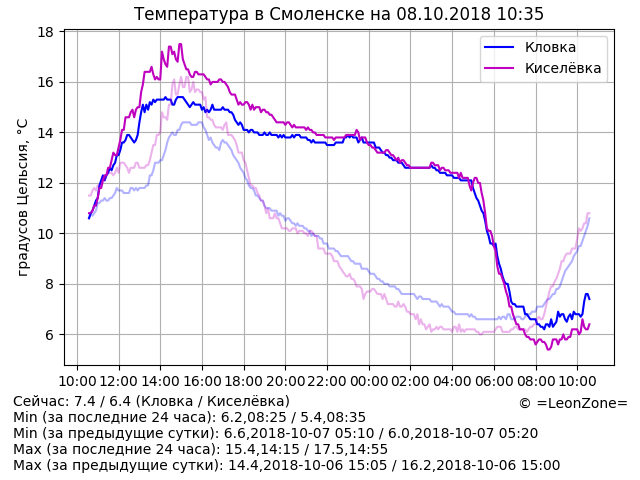 Температура в Смоленске на 08.10.2018 10:35
градусов Цельсия, °C
18
16
14
12
10
8
6
Кловка
Киселёвка
10:00 12:00 14:00 16:00 18:00 20:00 22:00 00:00 02:00 04:00 06:00 08:00 10:00
Сейчас: 7.4 / 6.4 (Кловка / Киселёвка)
© =LeonZone=
Min (за последние 24 часа): 6.2,08:25 / 5.4,08:35
Min (за предыдущие сутки): 6.6,2018-10-07 05:10 / 6.0,2018-10-07 05:20
Max (за последние 24 часа): 15.4,14:15 / 17.5,14:55
Max (за предыдущие сутки): 14.4,2018-10-06 15:05 / 16.2,2018-10-06 15:00